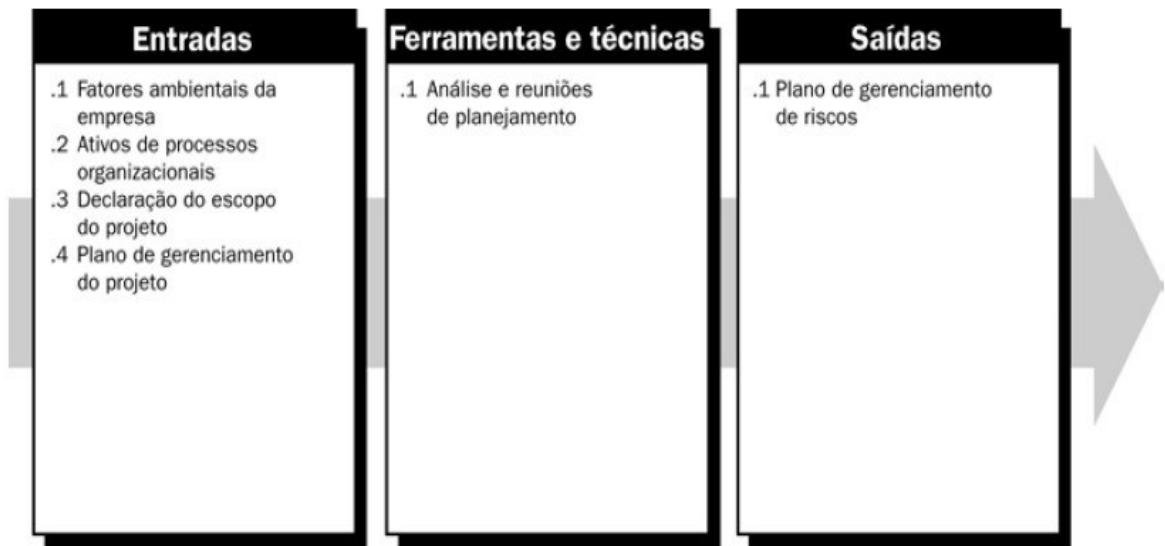 Entradas
.1 Fatores ambientais da
empresa
.2 Ativos de processos
organizacionais
.3 Declaração do escopo
do projeto
.4 Plano de gerenciamento
do projeto
Ferramentas e técnicas
.1 Análise e reuniões
de planejamento
Saídas
.1 Plano de gerenciamento
de riscos